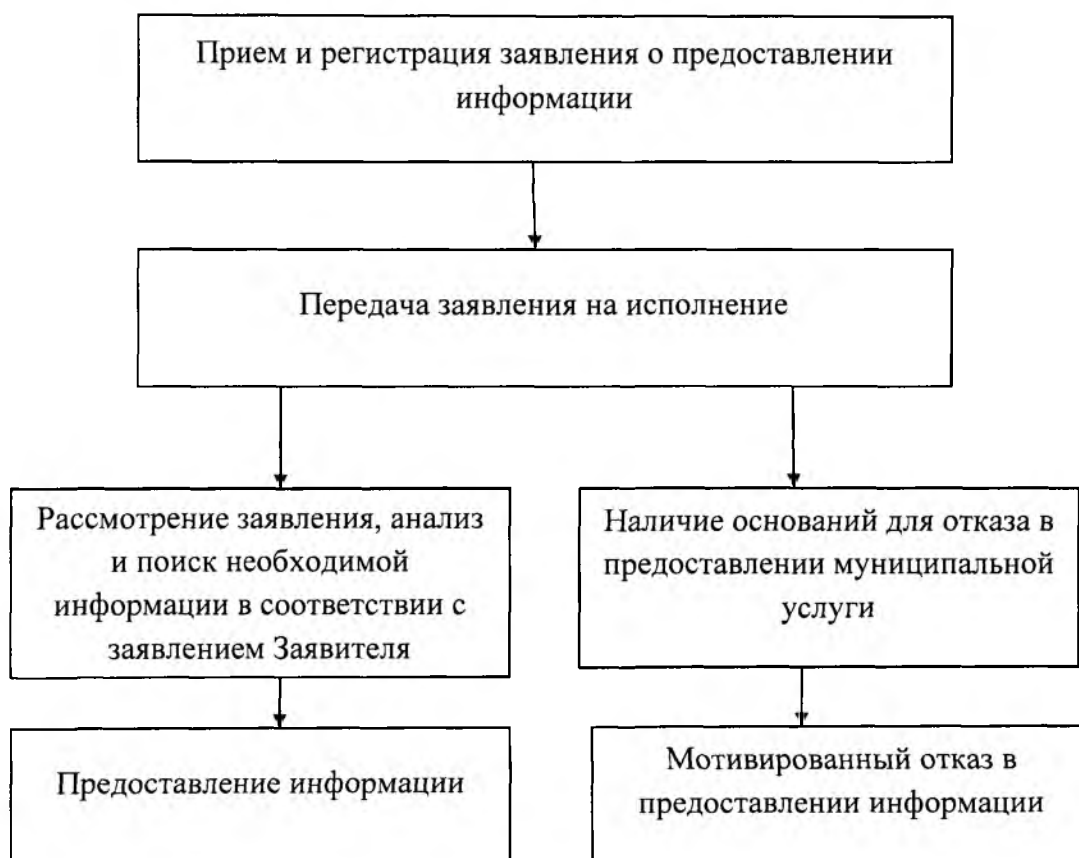 Прием и регистрация заявления о предоставлении
информации
Передача заявления на исполнение
Рассмотрение заявления, анализ
и поиск необходимой
информации в соответствии с
заявлением Заявителя
Наличие оснований для отказа в
предоставлении муниципальной
услуги
Предоставление информации
Мотивированный отказ в
предоставлении информации